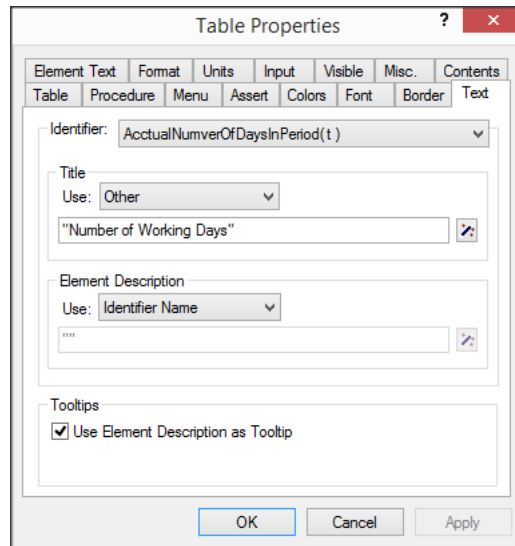 Table Properties ? ×
Element Text Format Units Input Visible Misc. Contents
Table Procedure Menu Assert Colors Font Border Text
Identifier: AcctualNumverOfDaysInPeriod( t )
Title
Use: Other
"Number of Working Days"
Element Description
Use: Identifier Name
""
Tooltips
Use Element Description as Tooltip
OK Cancel Apply